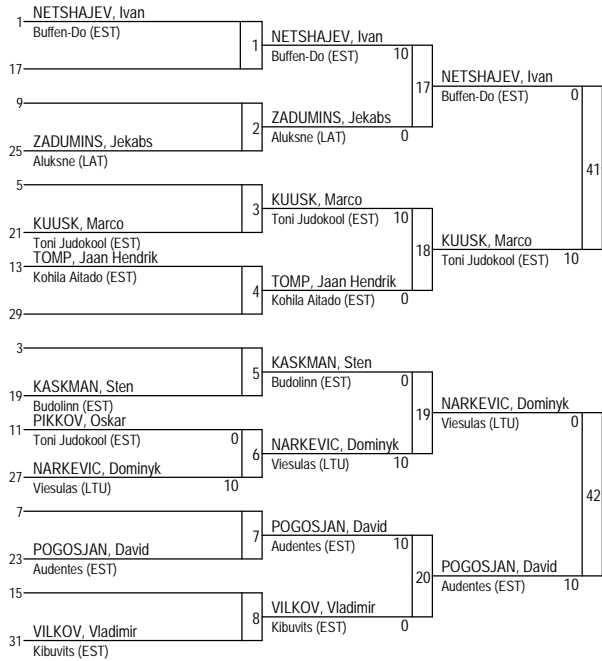 1 NETSHAJEV, Ivan
Buffen-Do (EST)
17
1 NETSHAJEV, Ivan 10
Buffen-Do (EST)
9
25 ZADUMINS, Jekabs
Aluksne (LAT)
2 ZADUMINS, Jekabs
Aluksne (LAT) 0
17 NETSHAJEV, Ivan
Buffen-Do (EST) 0
5
21 KUUSK, Marco
Toni Judokool (EST)
3 KUUSK, Marco
Toni Judokool (EST) 10
13 TOMP, Jaan Hendrik
Kohila Aitado (EST)
29
4 TOMP, Jaan Hendrik
Kohila Aitado (EST) 0
18 KUUSK, Marco
Toni Judokool (EST) 10
41
3
19 KASKMAN, Sten
Budolinn (EST)
5 KASKMAN, Sten
Budolinn (EST) 0
11 PIKKOV, Oskar
Toni Judokool (EST) 0
27 NARKEVIC, Dominyk
Viesulas (LTU) 10
6 NARKEVIC, Dominyk
Viesulas (LTU) 10
19 NARKEVIC, Dominyk
Viesulas (LTU) 0
7
23 POGOSJAN, David
Audentes (EST)
7 POGOSJAN, David
Audentes (EST) 10
15
31 VILKOV, Vladimir
Kibuvits (EST)
8 VILKOV, Vladimir
Kibuvits (EST) 0
20 POGOSJAN, David
Audentes (EST) 10
42